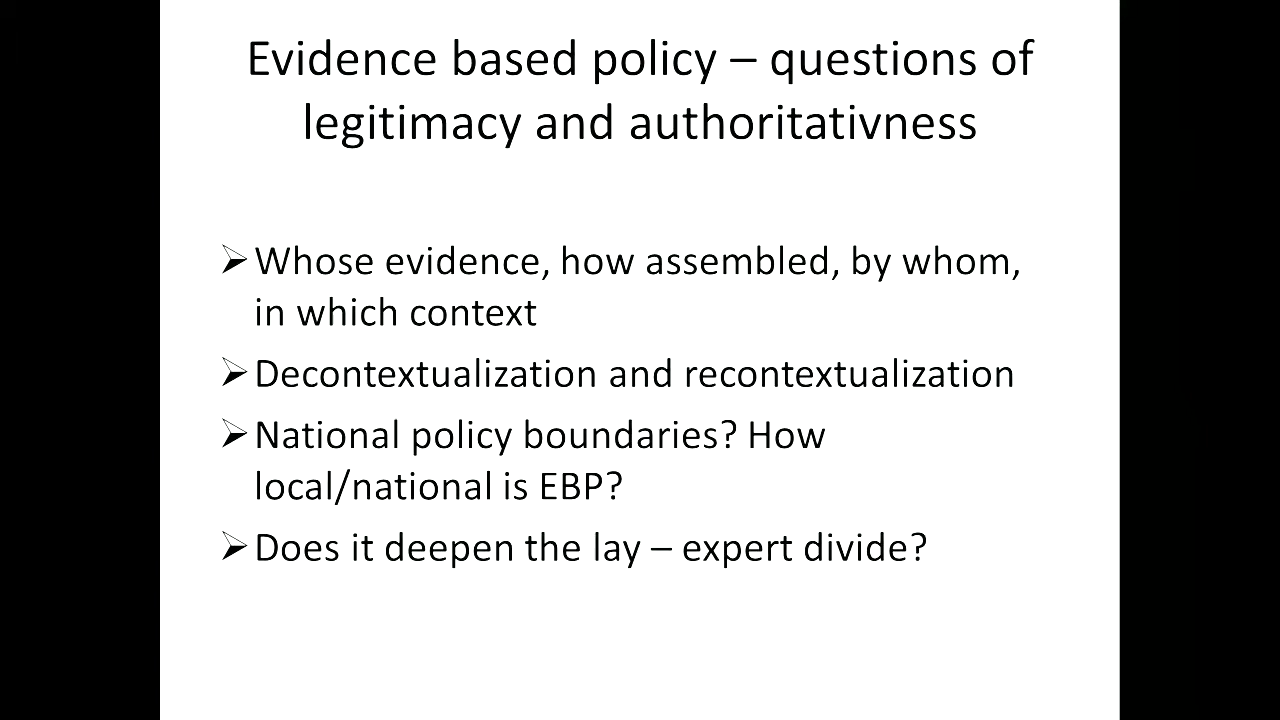 Evidence based policy – questions of
legitimacy and authoritativness
➢Whose evidence, how assembled, by whom,
in which context
➢Decontextualization and recontextualization
➢National policy boundaries? How
local/national is EBP?
➢Does it deepen the lay – expert divide?